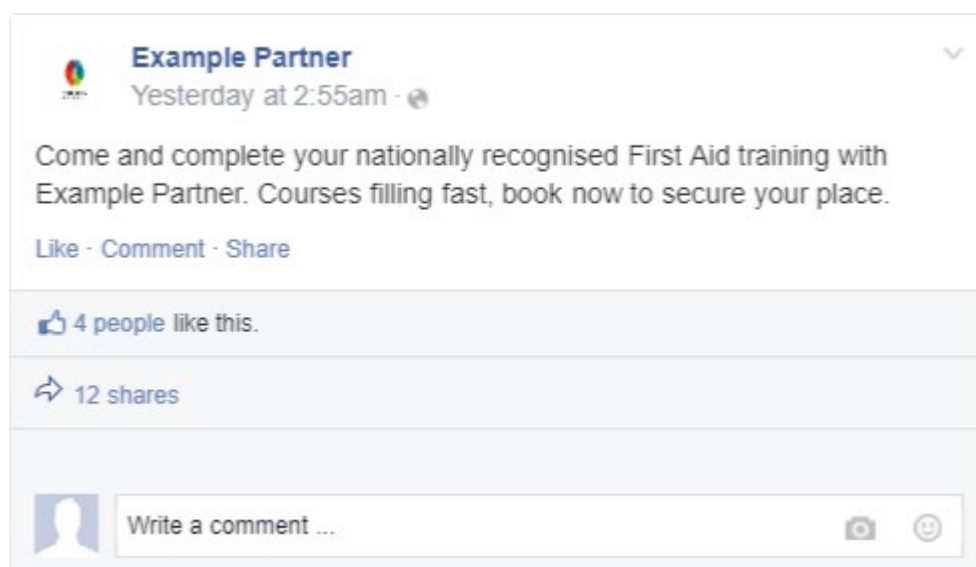 Example Partner
Yesterday at 2:55am ·
Come and complete your nationally recognised First Aid training with
Example Partner. Courses filling fast, book now to secure your place.
Like · Comment · Share
4 people like this.
12 shares
Write a comment ...